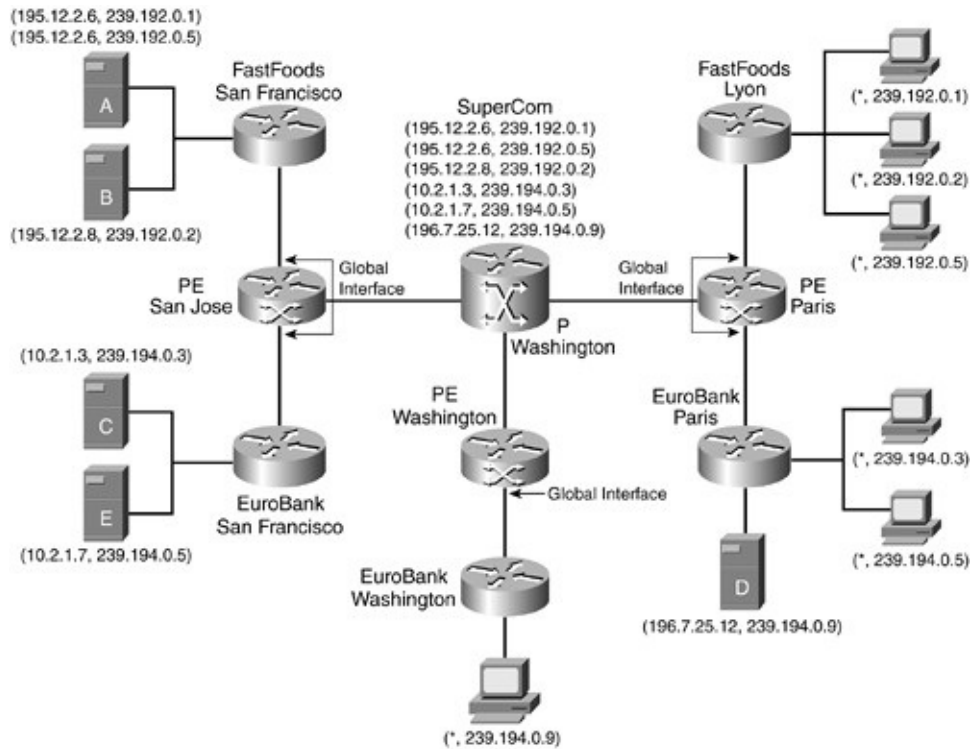 (195.12.2.6, 239.192.0.1)
(195.12.2.6, 239.192.0.5)
A
B
(195.12.2.8, 239.192.0.2)
FastFoods
San Francisco
SuperCom
(195.12.2.6, 239.192.0.1)
(195.12.2.6, 239.192.0.5)
(195.12.2.8, 239.192.0.2)
(10.2.1.3, 239.194.0.3)
(10.2.1.7, 239.194.0.5)
(196.7.25.12, 239.194.0.9)
FastFoods
Lyon
(*, 239.192.0.1)
(*, 239.192.0.2)
(*, 239.192.0.5)
PE
San Jose
Global
Interface
P
Washington
Global
Interface
PE
Paris
(10.2.1.3, 239.194.0.3)
C
E
(10.2.1.7, 239.194.0.5)
EuroBank
San Francisco
PE
Washington
Global Interface
EuroBank
Washington
(*, 239.194.0.9)
EuroBank
Paris
(*, 239.194.0.3)
(*, 239.194.0.5)
D
(196.7.25.12, 239.194.0.9)